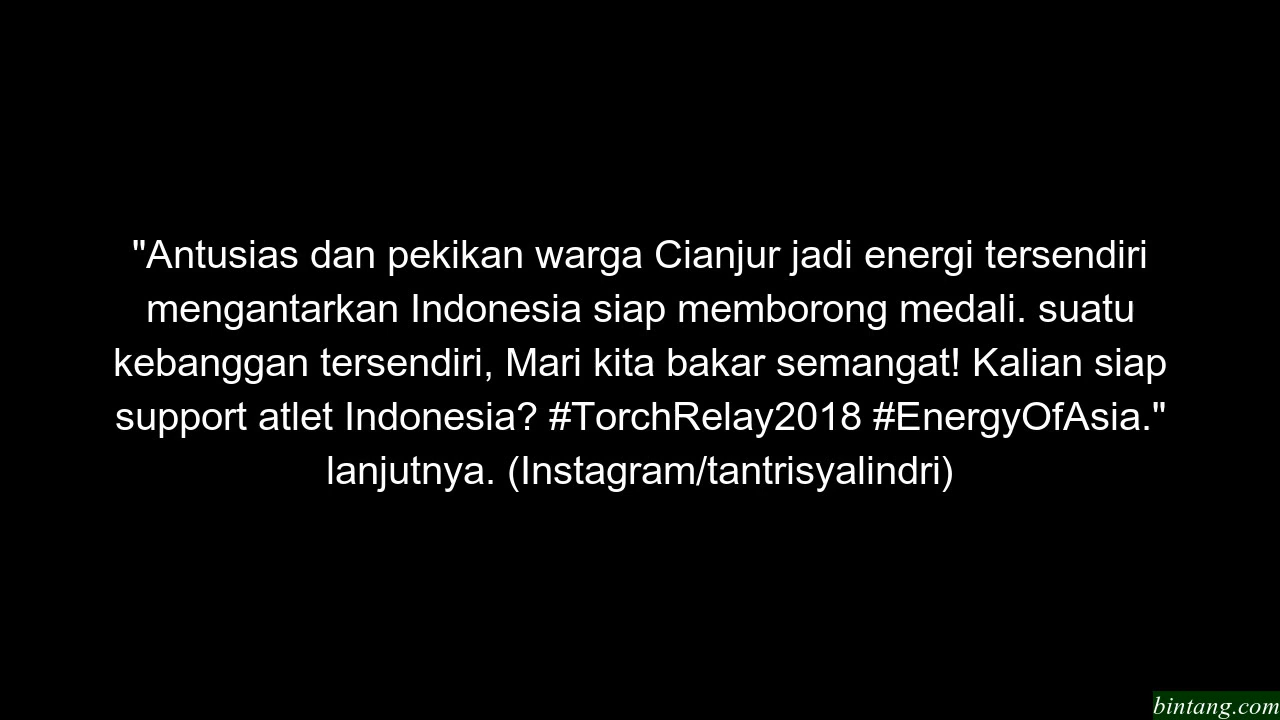 "Antusias dan pekikan warga Cianjur jadi energi tersendiri
mengantarkan Indonesia siap memborong medali. suatu
kebanggan tersendiri, Mari kita bakar semangat! Kalian siap
support atlet Indonesia? #TorchRelay2018 #EnergyOfAsia."
lanjutnya. (Instagram/tantrisyalindri)
bintang.com